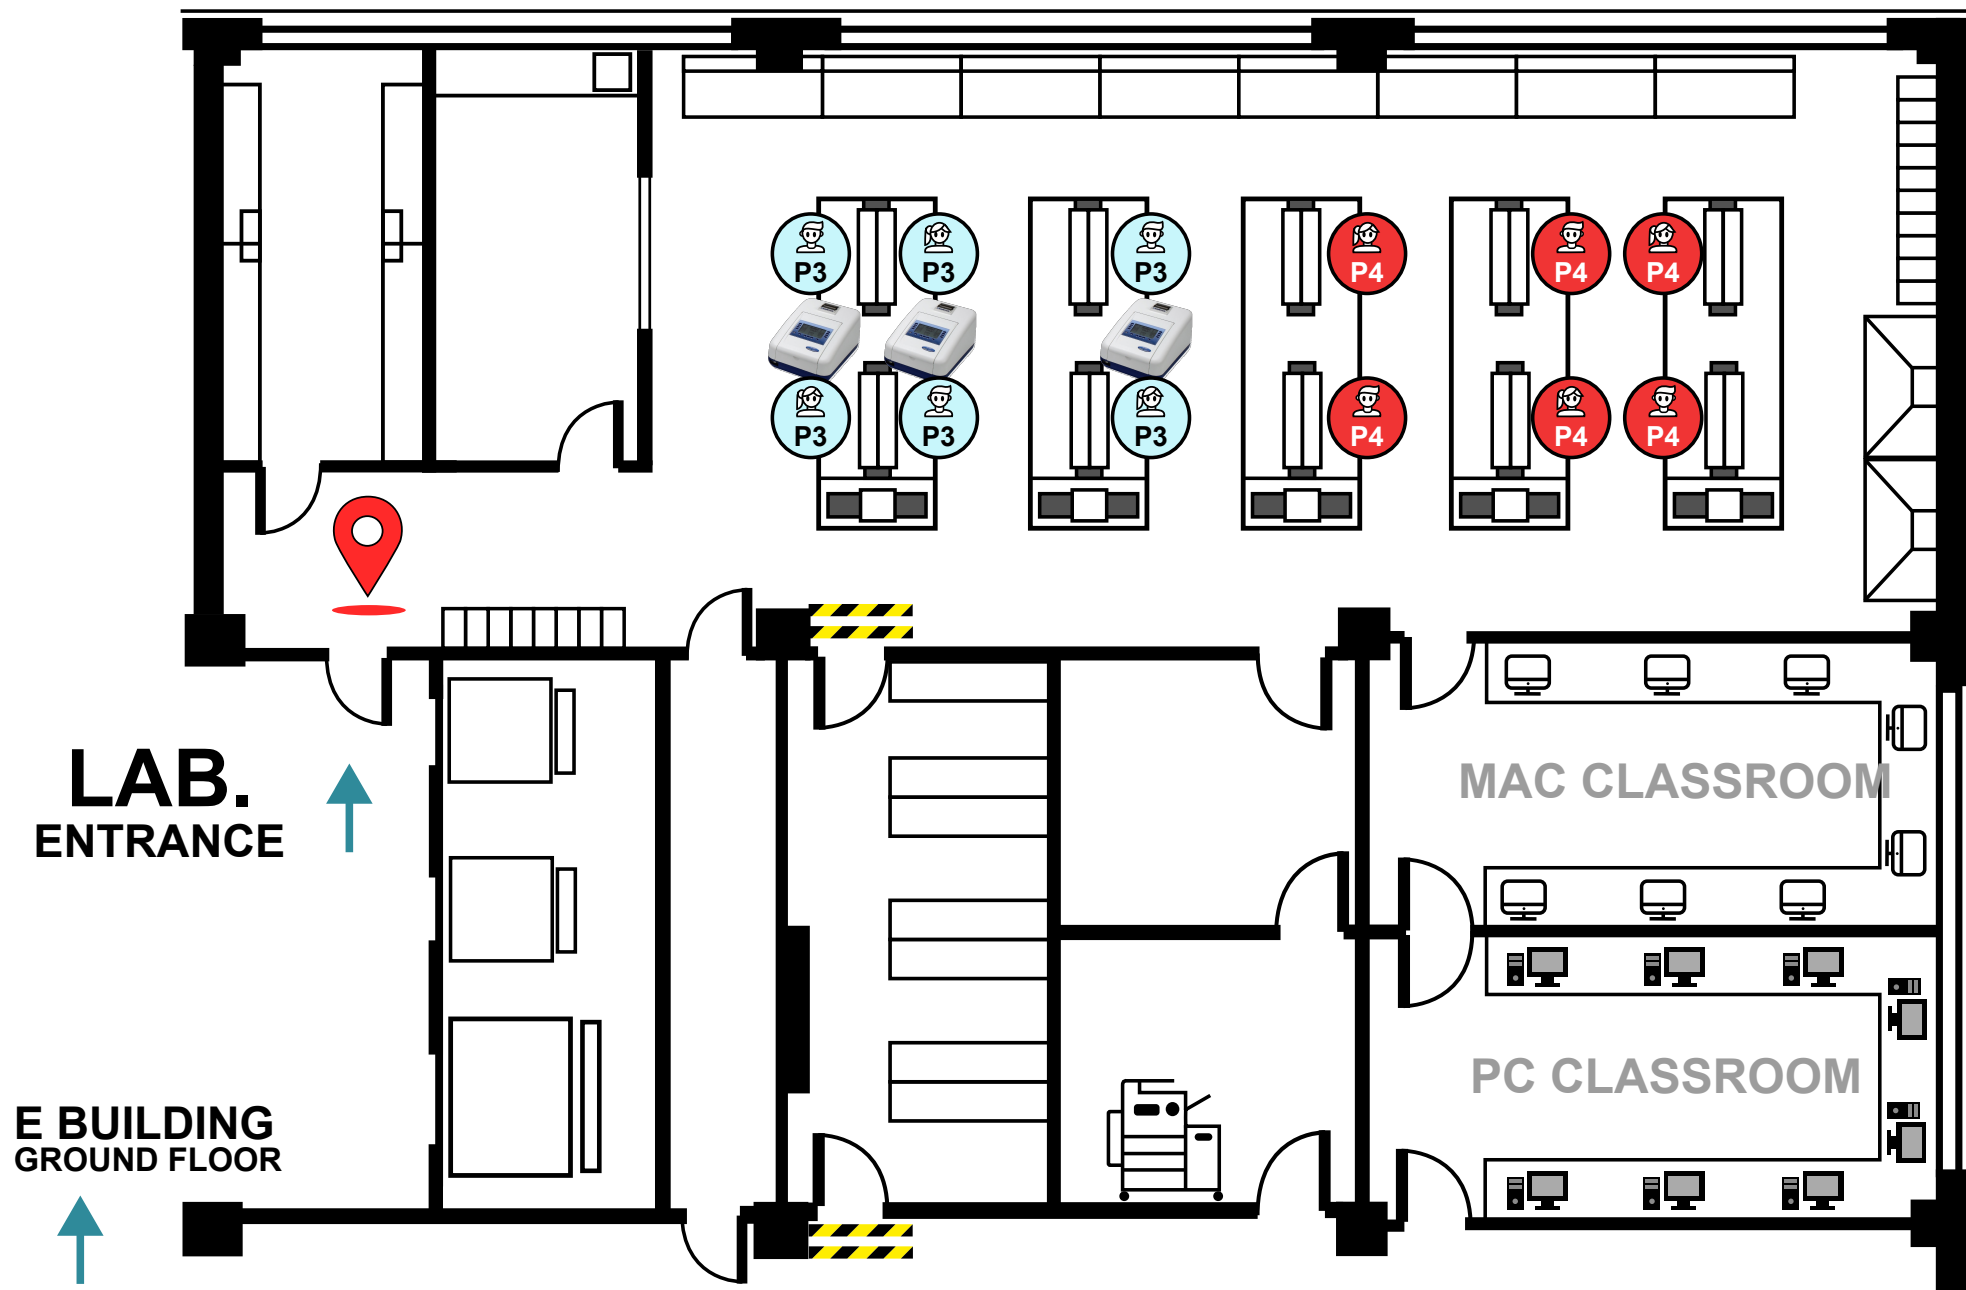 P3 P3 P3 P4 P4 P4
P3 P3 P3 P4 P4 P4
LAB.
ENTRANCE
MAC CLASSROOM
PC CLASSROOM
E BUILDING
GROUND FLOOR